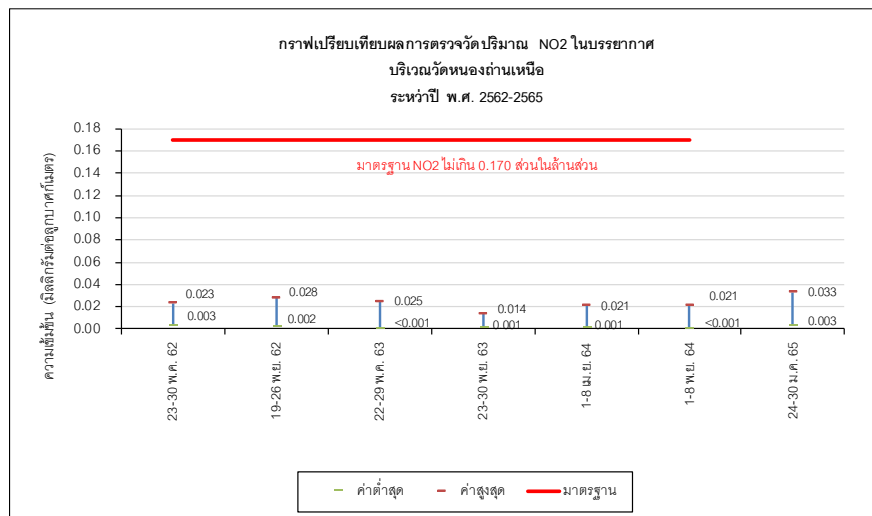 กราฟเปรียบเทียบผลการตรวจวัดปริมาณ NO2 ในบรรยากาศ
บริเวณวัดหนองถ่านเหนือ
ระหว่าปี พ.ศ. 2562-2565
ความเข้มข้น (มิลลิกรัมต่อลูกบาศก์เมตร)
0.18
0.16
0.14
0.12
0.10
0.08
0.06
0.04
0.02
0.00
มาตรฐาน NO2 ไม่เกิน 0.170 ส่วนในล้านส่วน
0.023
0.028
0.025
0.014
0.021
0.021
0.033
0.003
0.002
<0.001
0.001
0.001
<0.001
0.003
23-30 พ.ค. 62
19-26 พ.ย. 62
22-29 พ.ค. 63
23-30 พ.ย. 63
1-8 เม.ย. 64
1-8 พ.ย. 64
24-30 ม.ค. 65
ค่าต่ำสุด
ค่าสูงสุด
มาตรฐาน